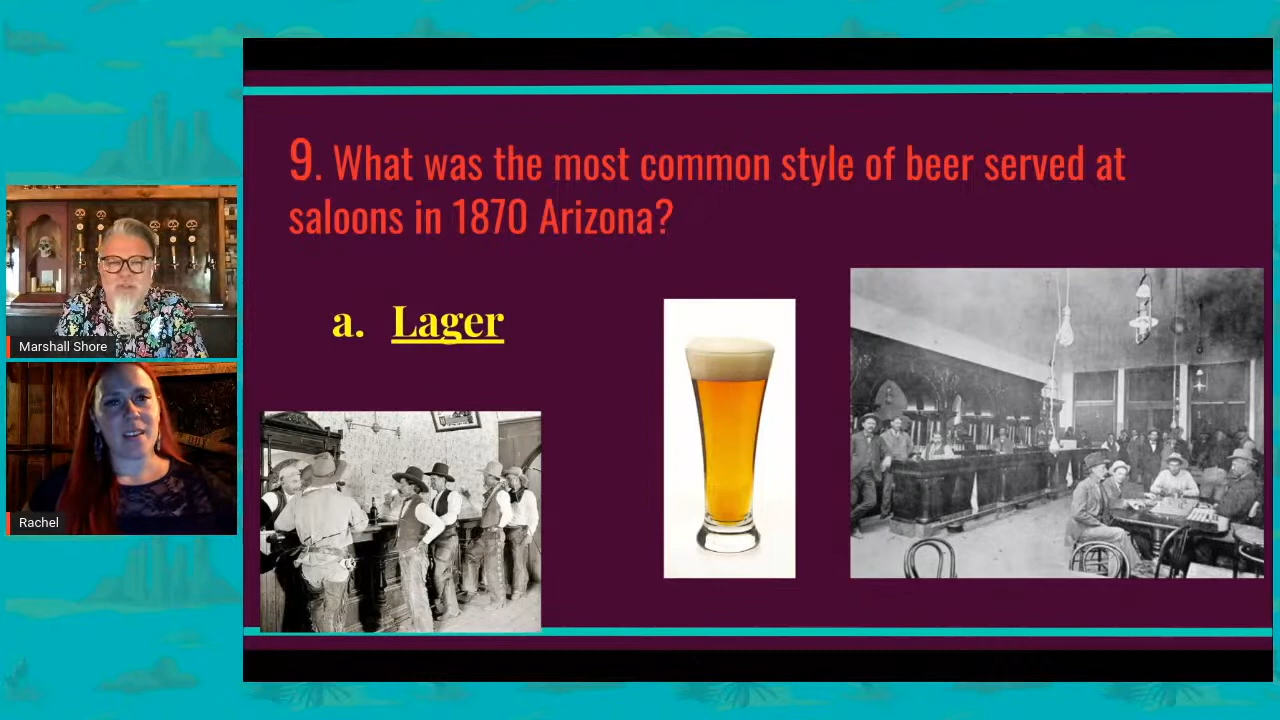 9. What was the most common style of beer served at
saloons in 1870 Arizona?
a. Lager
Marshall Shore
Rachel